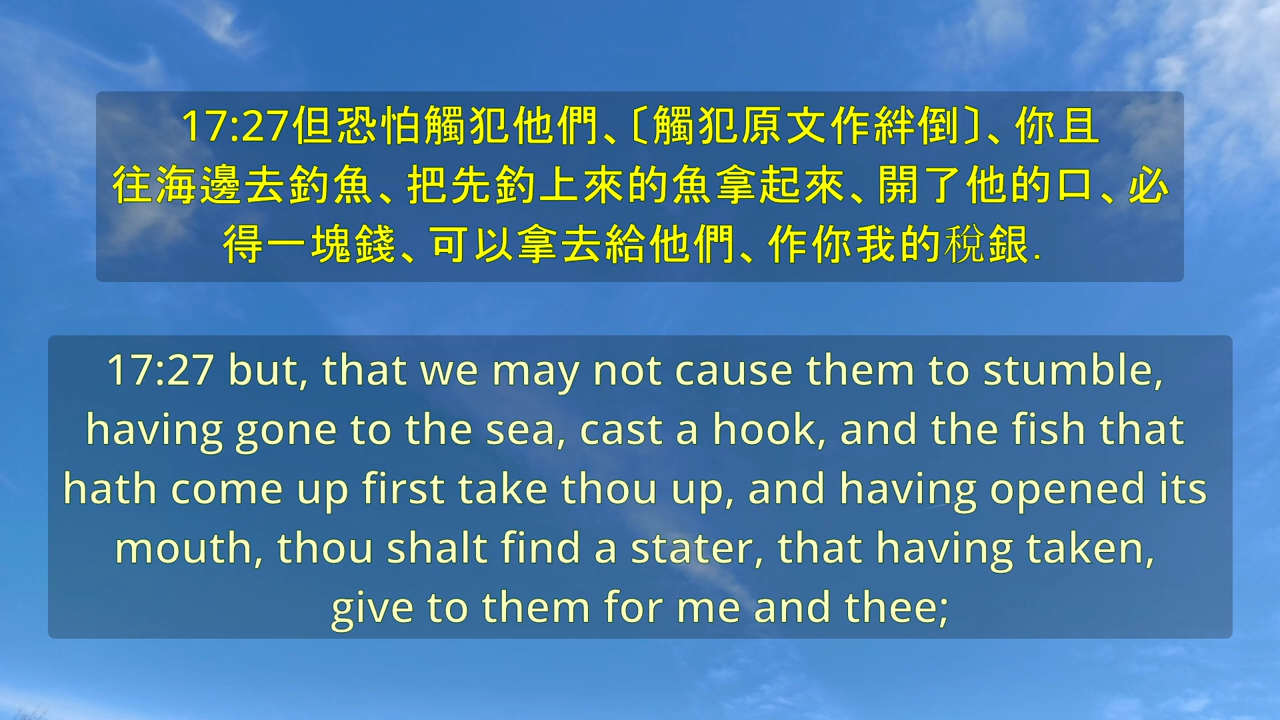 17:27但恐怕觸犯他們、〔觸犯原文作絆倒〕、你且
往海邊去釣魚、把先釣上來的魚拿起來、開了他的口、必
得一塊錢、可以拿去給他們、作你我的稅銀.
17:27 but, that we may not cause them to stumble,
having gone to the sea, cast a hook, and the fish that
hath come up first take thou up, and having opened its
mouth, thou shalt find a stater, that having taken,
give to them for me and thee;